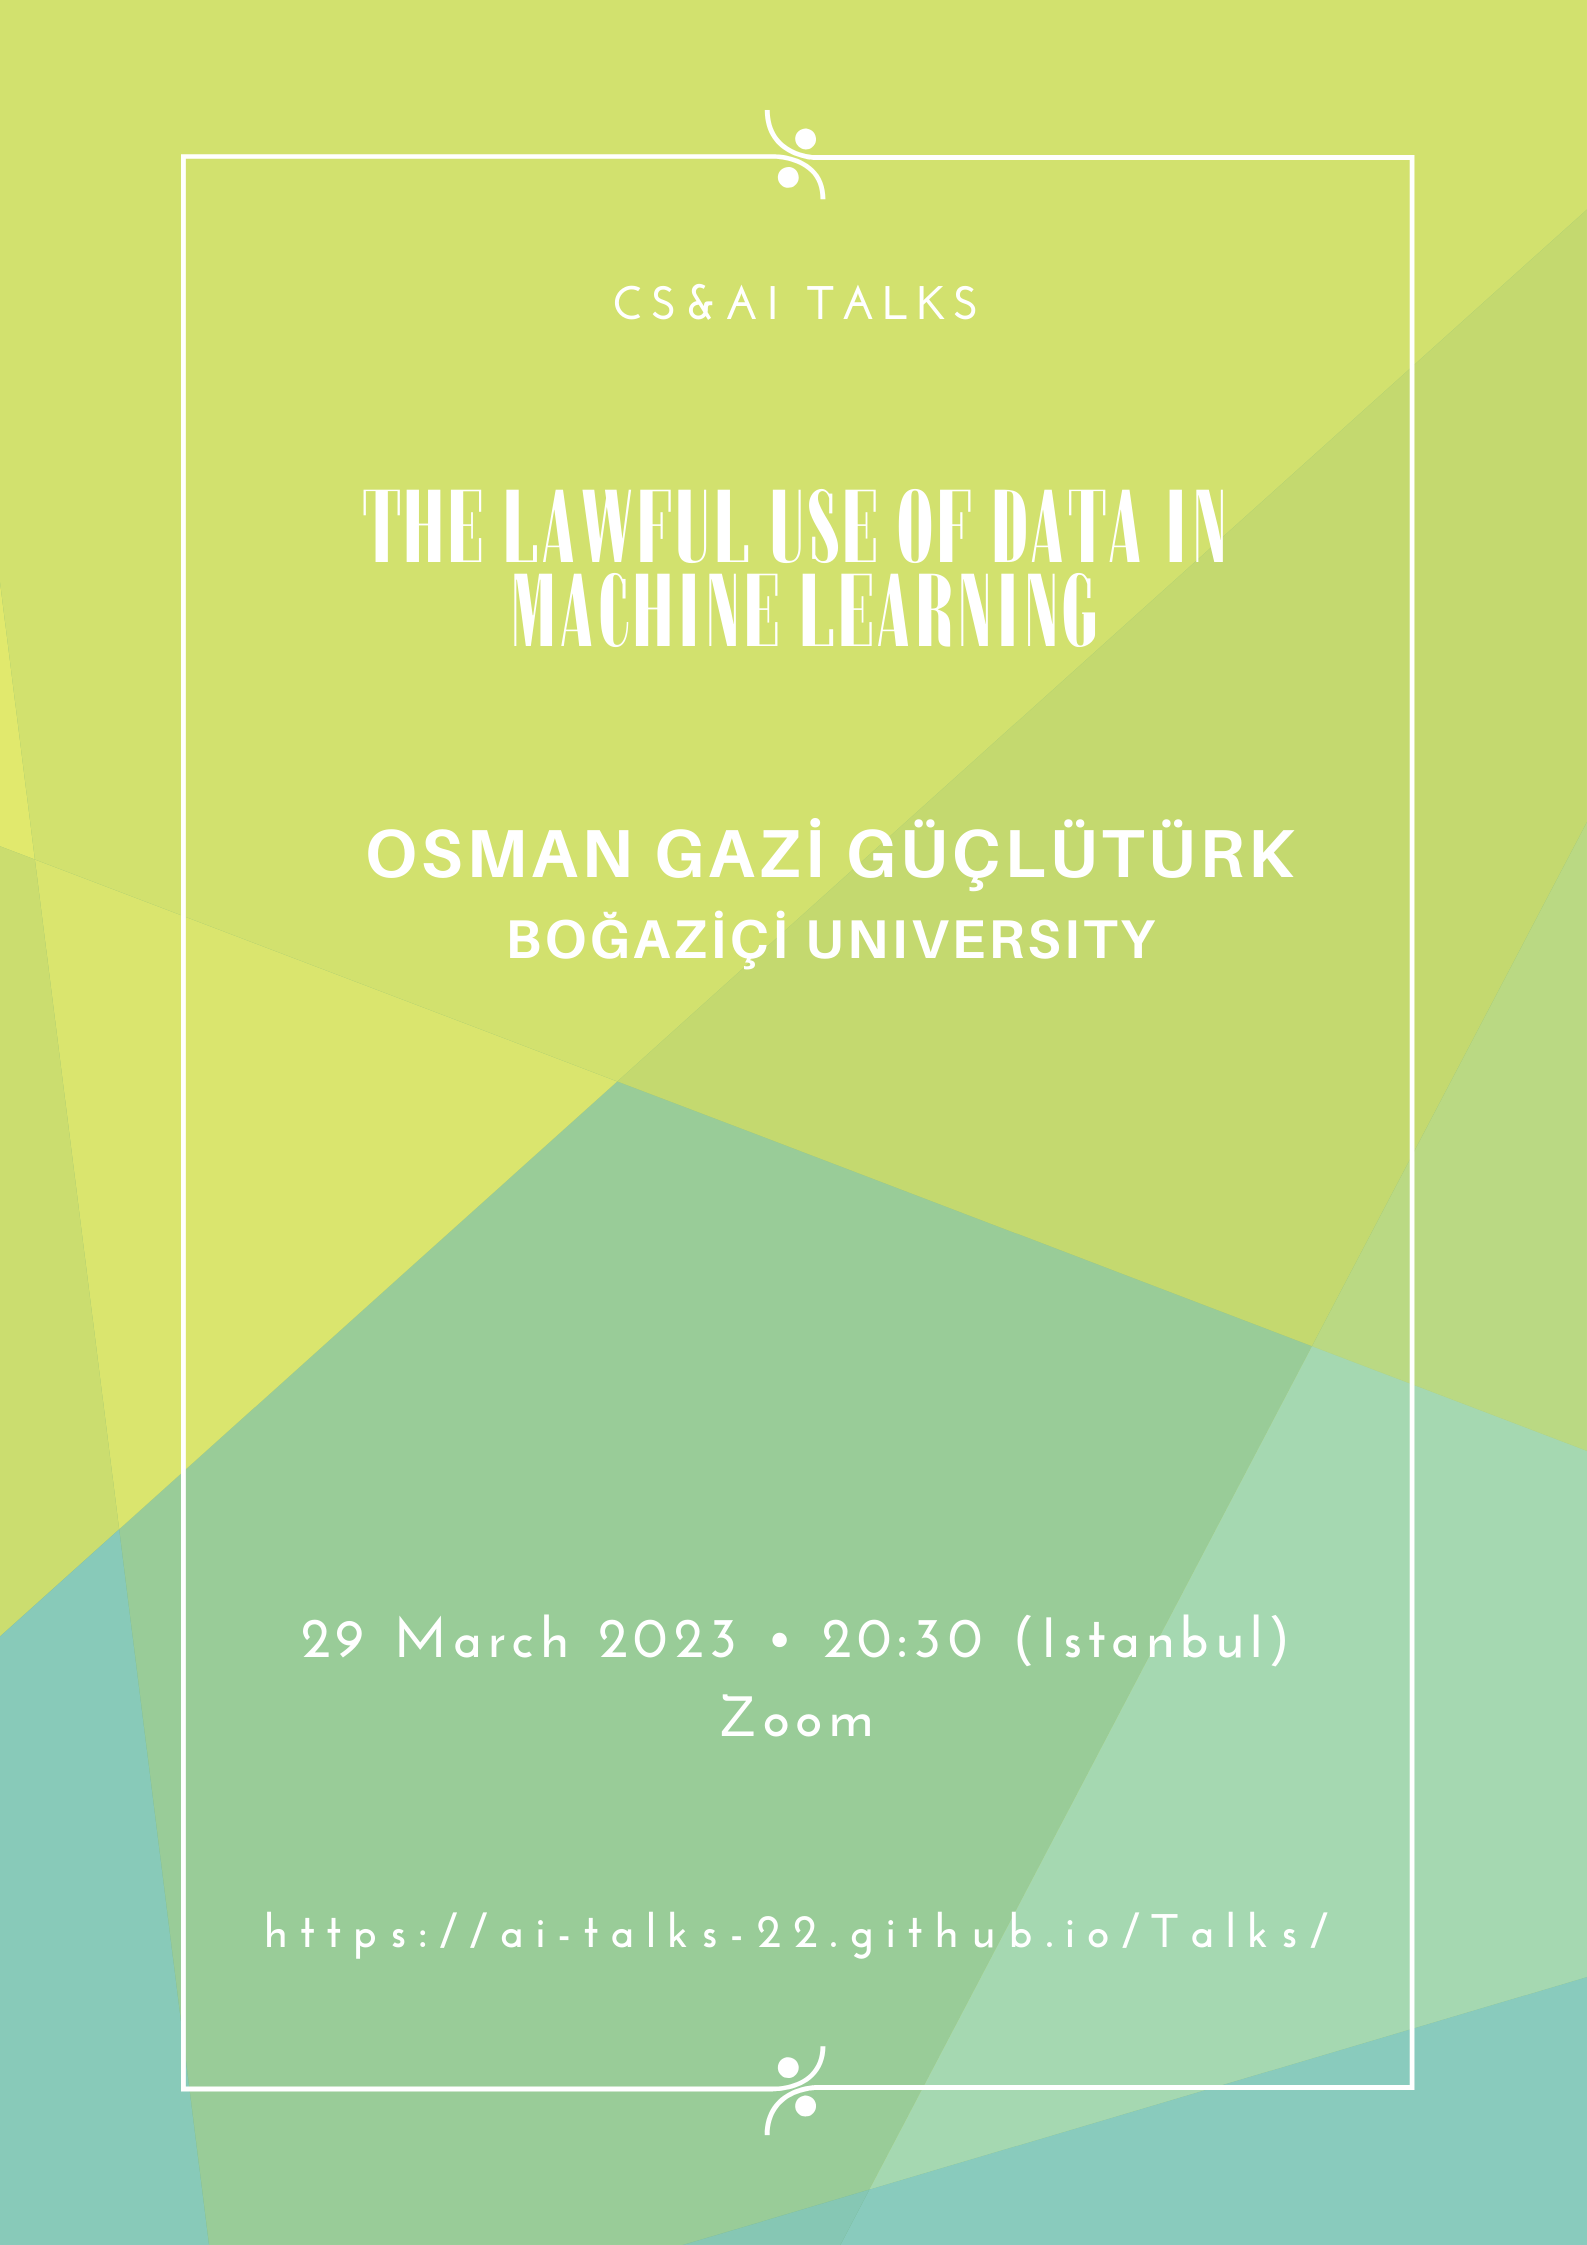 CS&AI TALKS
THE LAWFUL USE OF DATA IN
MACHINE LEARNING
OSMAN GAZİ GÜÇLÜTÜRK
BOĞAZİÇİ UNIVERSITY
29 March 2023 • 20:30 (Istanbul)
Zoom
https://ai-talks-22.github.io/Talks/